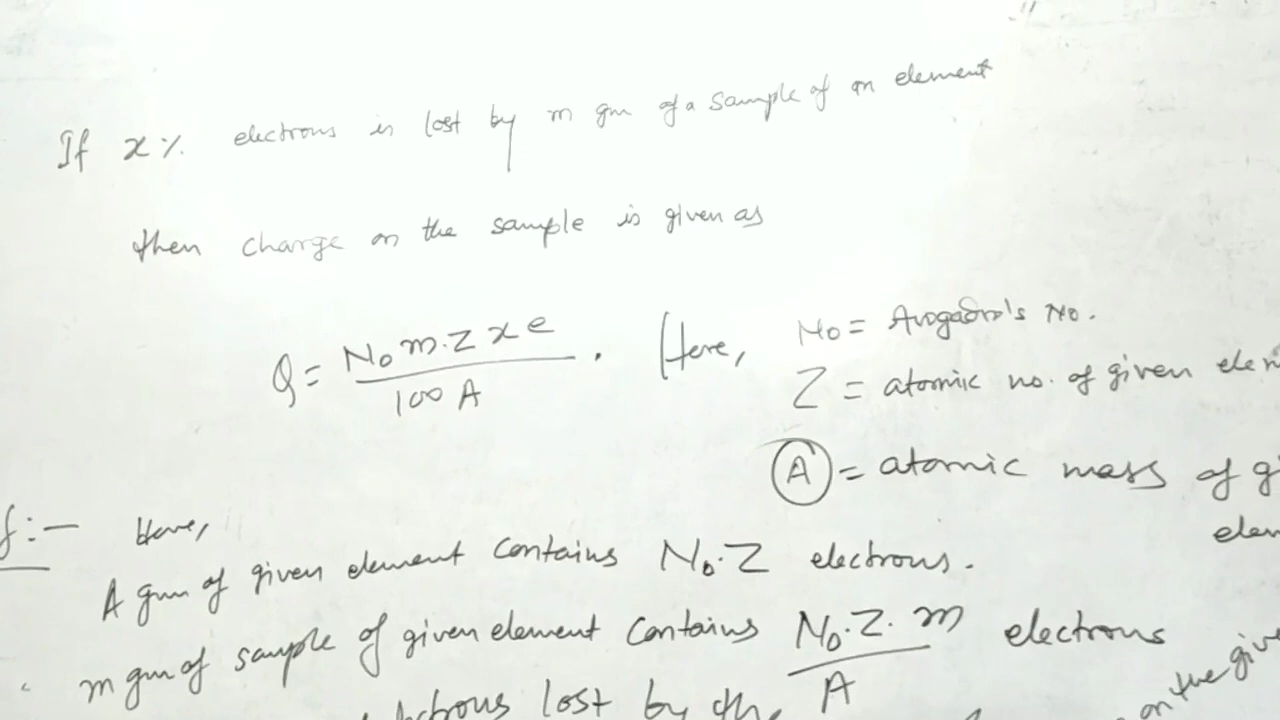 If x% electrons is lost by m gm of a sample of an element
then charge on the sample is given as
Q = N₀ m·Z x e / 100 A . Here, N₀ = Avogadro's No.
Z = atomic no. of given
A = atomic mass of
Here,
A gm of given element contains N₀·Z electrons.
m gm of sample of given element contains N₀·Z·m / A electrons
lost by the
on the